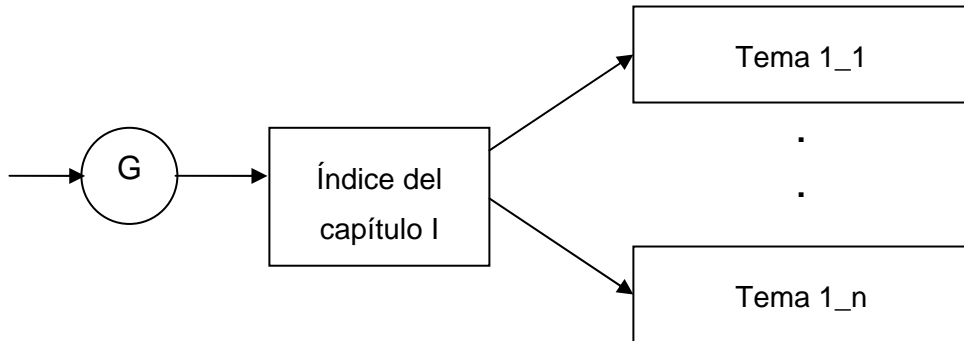 G
Índice del
capítulo I
Tema 1_1
.
.
Tema 1_n